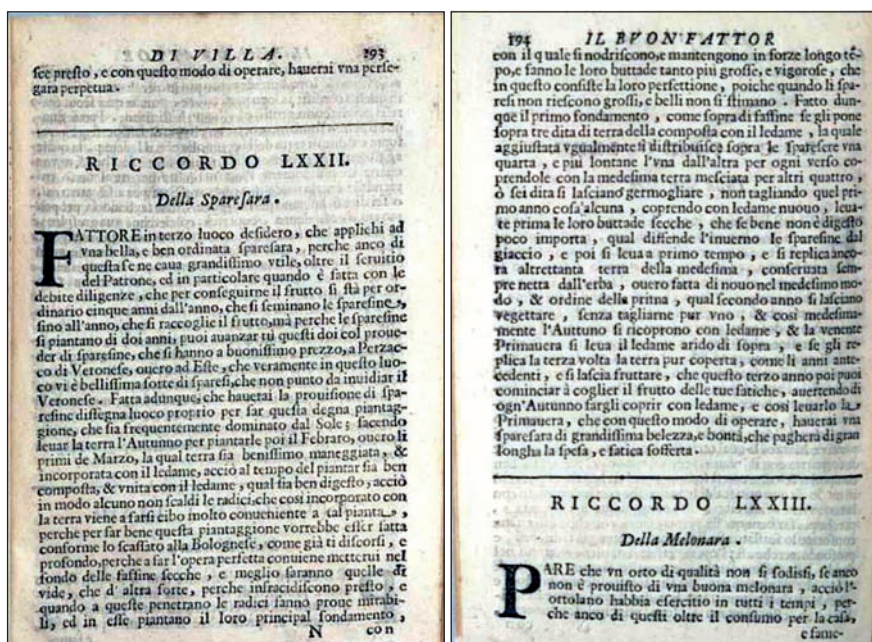 DI VILLA. 193
sce presto, e con questo modo di operare, hauerai vna perse-
gara perpetua.
RICCORDO LXXII.
Della Sparesara.
FATTORE in terzo luoco desidero, che applichi ad
vna bella, e ben ordinata sparesara, perche anco di
questa se ne caua grandissimo vtile, oltre il seruitio
del Patrone, ed in particolare quando è fatta con le
debite diligenze, che per conseguirne il frutto si stà per or-
dinario cinque anni dall'anno, che si seminano le sparesine,
sino all'anno, che si raccoglie il frutto, mà perche le sparesine
si piantano di doi anni, puoi auanzar tù questi doi col proue-
der di sparesine, che si hanno a buonissimo prezzo, a Perzac-
co di Veronese, ouero ad Este, che veramente in questo luo-
co vi è bellissima sorte di sparesi, che non punto da inuidiar il
Veronese. Fatta adunque, che hauerai la prouisione di spa-
resine dissegna luoco proprio per far questa degna piantag-
gione, che sia frequentemente dominato dal Sole; facendo
leuar la terra l'Autunno per piantarle poi il Febraro, ouero li
primi de Marzo, la qual terra sia benissimo maneggiata, &
incorporata con il ledame, acciò al tempo del piantar sia ben
composta, & vnita con il ledame, qual sia ben digesto, acciò
in modo alcuno non scaldi le radici, che così incorporato con
la terra viene a farsi cibo molto conueniente a tal pianta,
perche per far bene questa piantaggione vorrebbe esser fatta
conforme lo scassato alla Bolognese, come già ti discorsi, e
profondo, perche a far l'opera perfetta conuiene metterui nel
fondo delle fassine secche, e meglio saranno quelle di
vide, che d'altra sorte, perche infracidiscono presto, e
quando a queste penetrano le radici fanno proue mirabi-
li, ed in esse piantano il loro principal fondamento,
N con
194 IL BVON FATTOR
con il quale si nodriscono, e mantengono in forze longo tē-
po, e fanno le loro buttade tanto più grosse, e vigorose, che
in questo consiste la loro perfettione, poiche quando li spa-
resi non riescono grossi, e belli non si stimano. Fatto dun-
que il primo fondamento, come sopra di fassine se gli pone
sopra tre dita di terra della composta con il ledame, la quale
aggiustata vgualmente si distribuisce sopra le sparesere vna
quarta, e più lontane l'vna dall'altra per ogni verso co-
prendole con la medesima terra mesciata per altri quattro,
ò sei dita si lasciano germogliare, non tagliando quel pri-
mo anno cosa alcuna, coprendo con ledame nuouo, leua-
te prima le loro buttade secche, che se bene non è digesto
poco importa, qual diffende l'inuerno le sparesine dal
giaccio, e poi si leua a primo tempo, e si replica anco-
ra altrettanta terra della medesima, conseruata sem-
pre netta dall'erba, ouero fatta di nouo nel medesimo mo-
do, & ordine della prima, qual secondo anno si lasciano
vegettare, senza tagliarne pur vno, & così medesima-
mente l'Auttuno si ricoprono con ledame, & la venente
Primauera si leua il ledame arido di sopra, e se gli re-
plica la terza volta la terra pur coperta, come li anni ante-
cedenti, e si lascia fruttare, che questo terzo anno poi puoi
cominciar à coglier il frutto delle tue fatiche, auertendo di
ogn'Autunno fargli coprir con ledame, e così leuarlo la
Primauera, che con questo modo di operare, hauerai vna
sparesara di grandissima belezza, e bontà, che pagherà di gran
longha la spesa, e fatica sofferta.
RICCORDO LXXIII.
Della Melonara.
PARE che vn orto di qualità non si sodisfi, se anco
non è prouisto di vna buona melonara, acciò l'-
ortolano habbia esercitio in tutti i tempi, per-
che anco di questi oltre il consumo per la casa,
e fame-